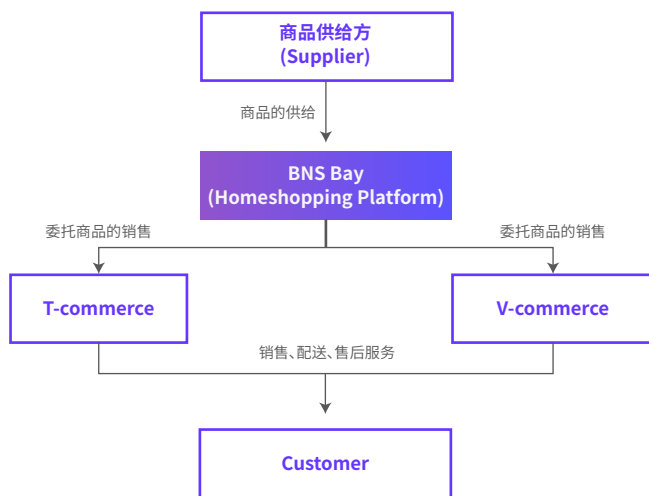 商品供给方
(Supplier)
商品的供给
BNS Bay
(Homeshopping Platform)
委托商品的销售
委托商品的销售
T-commerce
V-commerce
销售、配送、售后服务
Customer